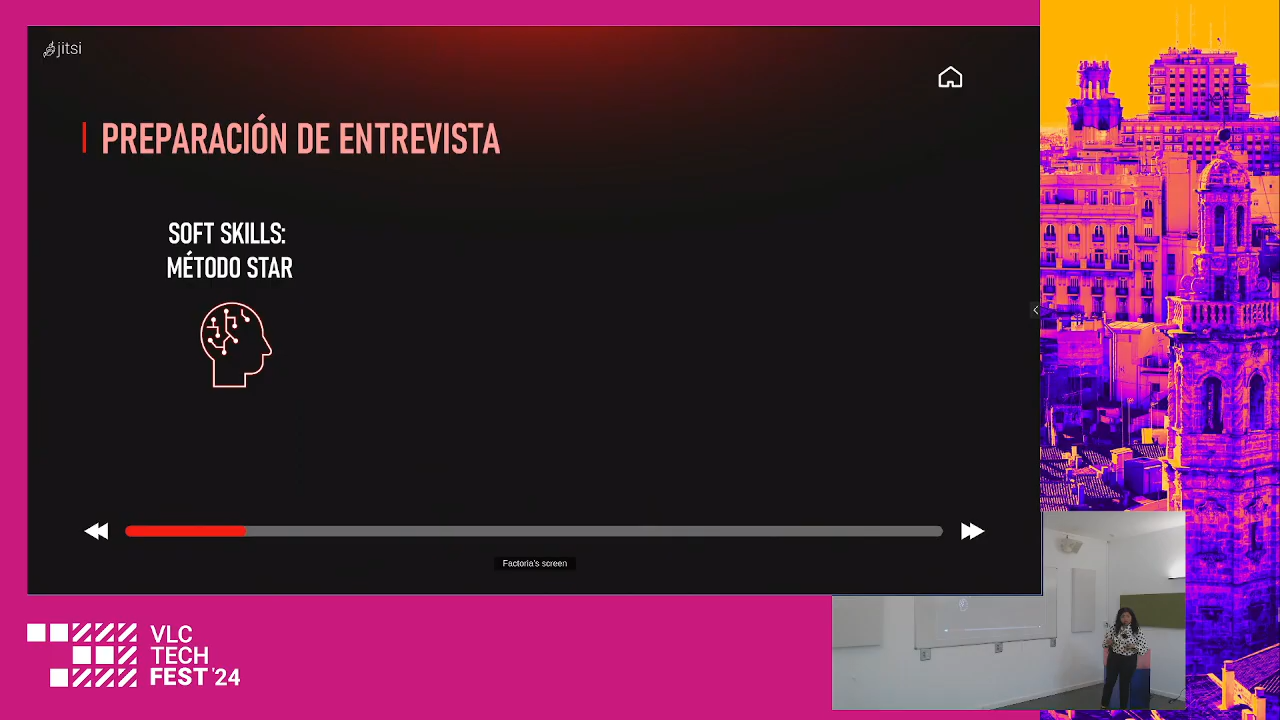 jitsi
PREPARACIÓN DE ENTREVISTA
SOFT SKILLS:
MÉTODO STAR
Factoria's screen
VLC
TECH
FEST '24